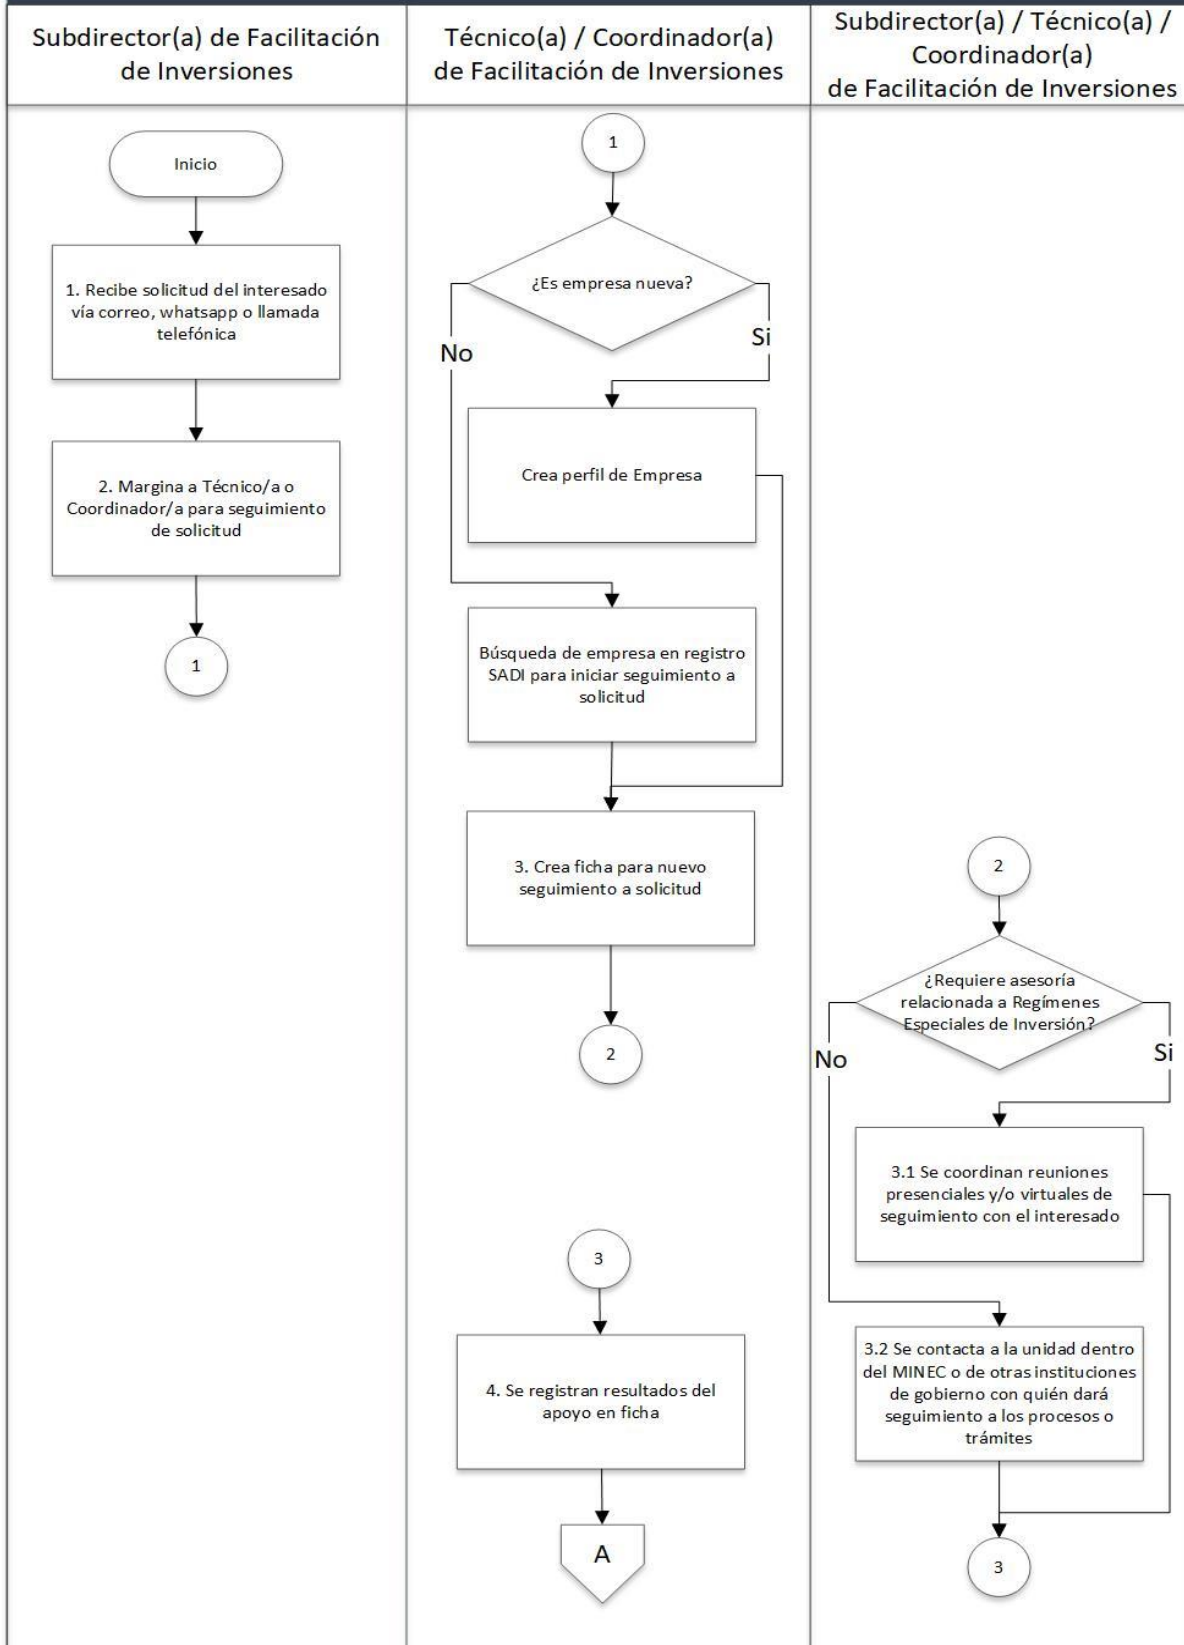 Subdirector(a) de Facilitación
de Inversiones
Técnico(a) / Coordinador(a)
de Facilitación de Inversiones
Subdirector(a) / Técnico(a) /
Coordinador(a)
de Facilitación de Inversiones
Inicio
1. Recibe solicitud del interesado
vía correo, whatsapp o llamada
telefónica
2. Margina a Técnico/a o
Coordinador/a para seguimiento
de solicitud
1
1
¿Es empresa nueva?
No
Si
Crea perfil de Empresa
Búsqueda de empresa en registro
SADI para iniciar seguimiento a
solicitud
3. Crea ficha para nuevo
seguimiento a solicitud
2
2
¿Requiere asesoría
relacionada a Regímenes
Especiales de Inversión?
No
Si
3.1 Se coordinan reuniones
presenciales y/o virtuales de
seguimiento con el interesado
3.2 Se contacta a la unidad dentro
del MINEC o de otras instituciones
de gobierno con quién dará
seguimiento a los procesos o
trámites
3
3
4. Se registran resultados del
apoyo en ficha
A